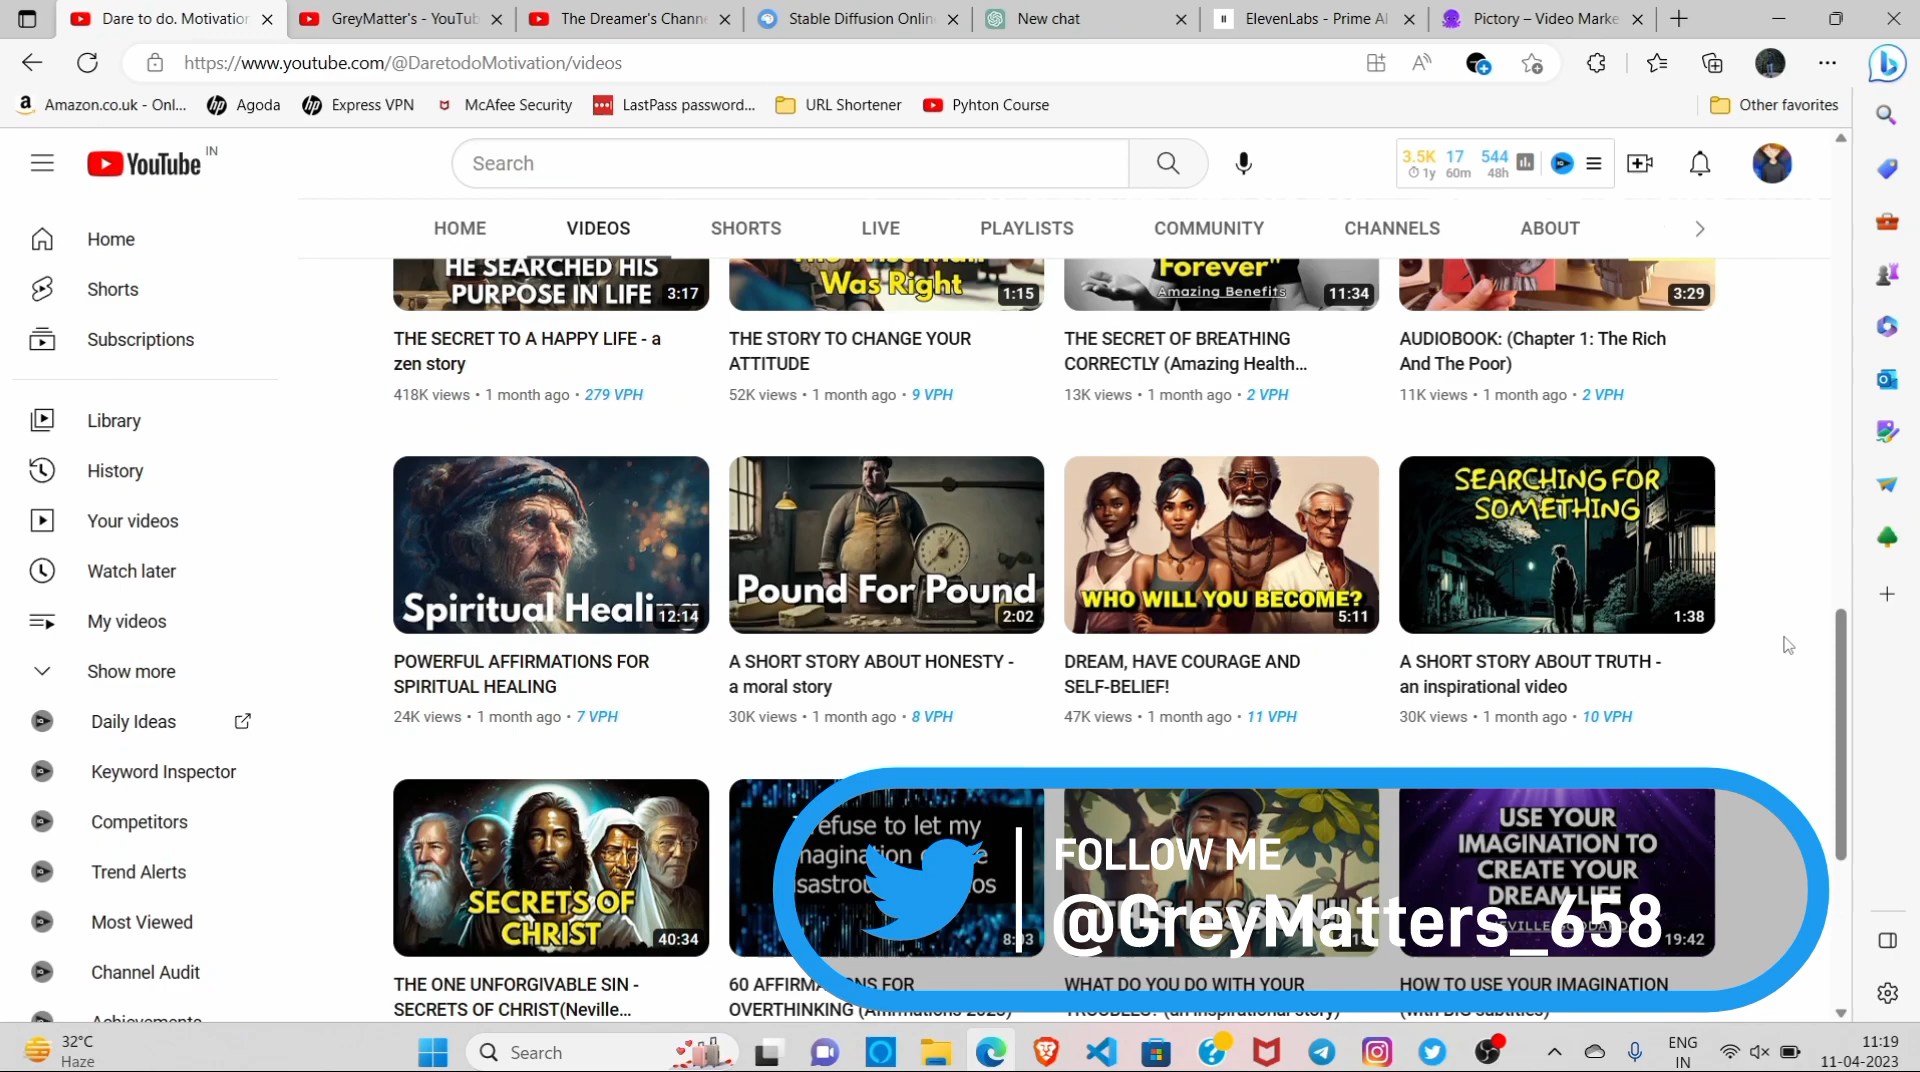 Dare to do. Motivation
GreyMatter's - YouTub
The Dreamer's Chann
Stable Diffusion Onlin
New chat
ElevenLabs - Prime AI
Pictory – Video Marke
https://www.youtube.com/@DaretodoMotivation/videos
Amazon.co.uk - Onl...
Agoda
Express VPN
McAfee Security
LastPass password...
URL Shortener
Pyhton Course
Other favorites
YouTube IN
Search
3.5K 17 544
1y 60m 48h
HOME VIDEOS SHORTS LIVE PLAYLISTS COMMUNITY CHANNELS ABOUT
Home
Shorts
Subscriptions
Library
History
Your videos
Watch later
My videos
Show more
Daily Ideas
Keyword Inspector
Competitors
Trend Alerts
Most Viewed
Channel Audit
Achievements
HE SEARCHED HIS
PURPOSE IN LIFE
3:17
THE SECRET TO A HAPPY LIFE - a
zen story
418K views • 1 month ago • 279 VPH
Was Right
1:15
THE STORY TO CHANGE YOUR
ATTITUDE
52K views • 1 month ago • 9 VPH
Forever"
Amazing Benefits
11:34
THE SECRET OF BREATHING
CORRECTLY (Amazing Health...
13K views • 1 month ago • 2 VPH
3:29
AUDIOBOOK: (Chapter 1: The Rich
And The Poor)
11K views • 1 month ago • 2 VPH
Spiritual Healing
12:14
POWERFUL AFFIRMATIONS FOR
SPIRITUAL HEALING
24K views • 1 month ago • 7 VPH
Pound For Pound
2:02
A SHORT STORY ABOUT HONESTY -
a moral story
30K views • 1 month ago • 8 VPH
WHO WILL YOU BECOME?
5:11
DREAM, HAVE COURAGE AND
SELF-BELIEF!
47K views • 1 month ago • 11 VPH
SEARCHING FOR
SOMETHING
1:38
A SHORT STORY ABOUT TRUTH -
an inspirational video
30K views • 1 month ago • 10 VPH
SECRETS OF
CHRIST
40:34
THE ONE UNFORGIVABLE SIN -
SECRETS OF CHRIST(Neville...
refuse to let my
60 AFFIRMATIONS FOR
OVERTHINKING (Affirmations 2023)
WHAT DO YOU DO WITH YOUR
TROUBLES? (an inspirational story)
USE YOUR
IMAGINATION TO
CREATE YOUR
DREAM LIFE
19:42
HOW TO USE YOUR IMAGINATION
(with BIG subtitles)
FOLLOW ME
@GreyMatters_658
32°C
Haze
Search
ENG
IN
11:19
11-04-2023